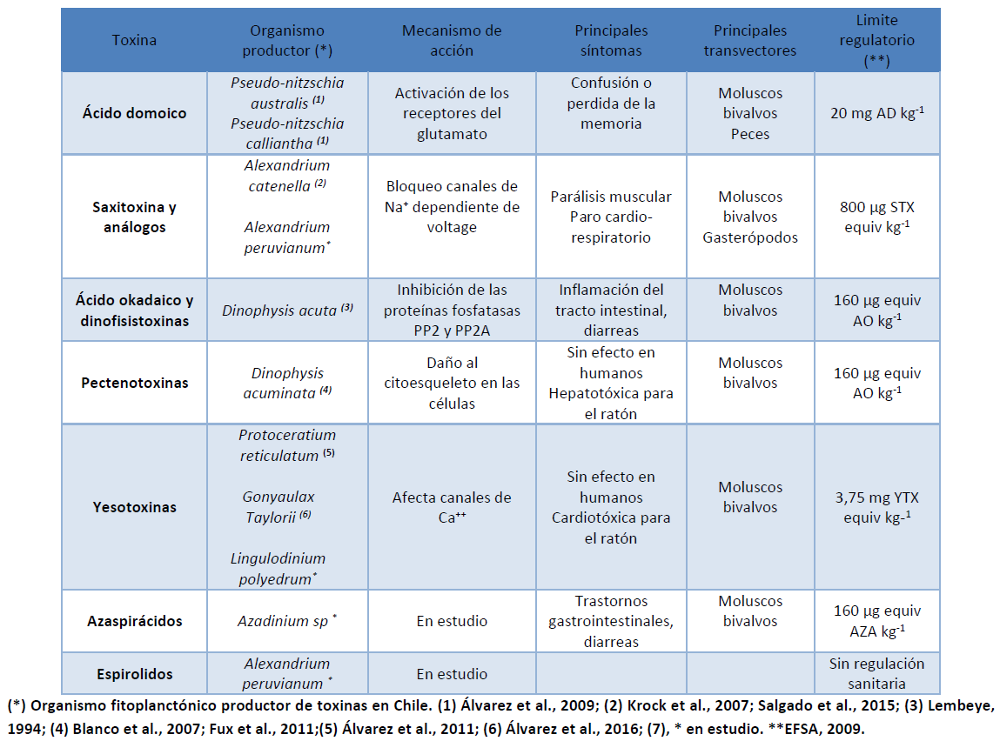 Toxina
Organismo
productor (*)
Mecanismo de
acción
Principales
síntomas
Principales
transvectores
Limite
regulatorio
(**)
Ácido domoico
Pseudo-nitzschia
australis (1)
Pseudo-nitzschia
calliantha (1)
Activación de los
receptores del
glutamato
Confusión o
perdida de la
memoria
Moluscos
bivalvos
Peces
20 mg AD kg-1
Saxitoxina y
análogos
Alexandrium
catenella (2)
Alexandrium
peruvianum*
Bloqueo canales de
Na+ dependiente de
voltage
Parálisis muscular
Paro cardio-
respiratorio
Moluscos
bivalvos
Gasterópodos
800 µg STX
equiv kg-1
Ácido okadaico y
dinofisistoxinas
Dinophysis acuta (3)
Inhibición de las
proteínas fosfatasas
PP2 y PP2A
Inflamación del
tracto intestinal,
diarreas
Moluscos
bivalvos
160 µg equiv
AO kg-1
Pectenotoxinas
Dinophysis
acuminata (4)
Daño al
citoesqueleto en las
células
Sin efecto en
humanos
Hepatotóxica para
el ratón
Moluscos
bivalvos
160 µg equiv
AO kg-1
Yesotoxinas
Protoceratium
reticulatum (5)
Gonyaulax
Taylorii (6)
Lingulodinium
polyedrum*
Afecta canales de
Ca++
Sin efecto en
humanos
Cardiotóxica para
el ratón
Moluscos
bivalvos
3,75 mg YTX
equiv kg-1
Azaspirácidos
Azadinium sp *
En estudio
Trastornos
gastrointestinales,
diarreas
Moluscos
bivalvos
160 µg equiv
AZA kg-1
Espirolidos
Alexandrium
peruvianum *
En estudio
Sin regulación
sanitaria
(*) Organismo fitoplanctónico productor de toxinas en Chile. (1) Álvarez et al., 2009; (2) Krock et al., 2007; Salgado et al., 2015; (3) Lembeye,
1994; (4) Blanco et al., 2007; Fux et al., 2011;(5) Álvarez et al., 2011; (6) Álvarez et al., 2016; (7), * en estudio. **EFSA, 2009.